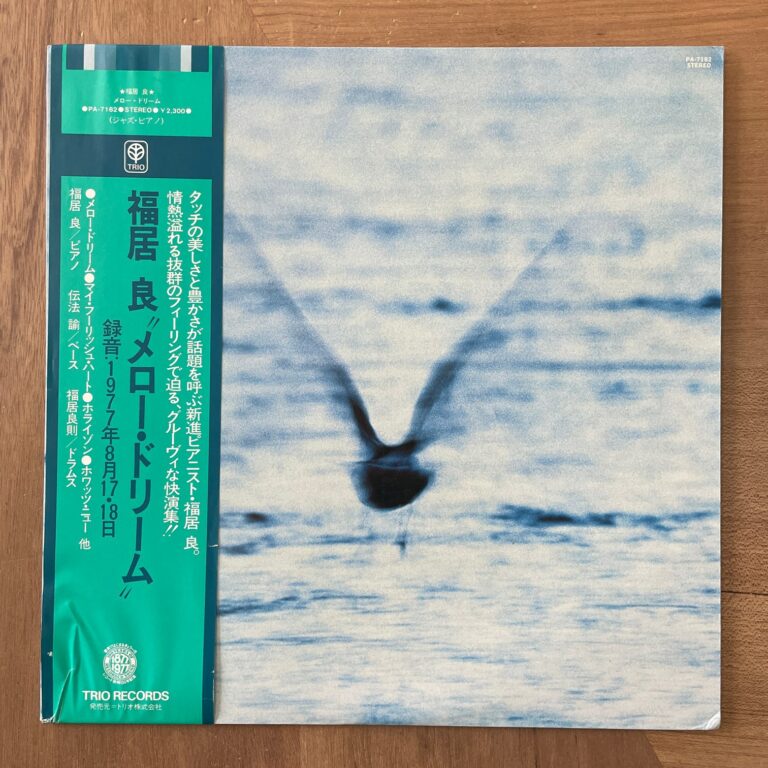 ★福居 良★
メロー・ドリーム
●PA-7162●STEREO●￥2,300●
(ジャズ・ピアノ)
TRIO
タッチの美しさと豊かさが話題を呼ぶ新進ピアニスト・福居 良。
情熱溢れる抜群のフィーリングで迫る、グルーヴィな快演集!!
福居 良“メロー・ドリーム”
録音:1977年8月17・18日
●メロー・ドリーム●マイ・フーリッシュ・ハート●ホライゾン●ホワッツ・ニュー 他
福居 良／ピアノ 伝法 諭／ベース 福居良則／ドラムス
1877
1977
TRIO RECORDS
発売元=トリオ株式会社
PA-7162
STEREO